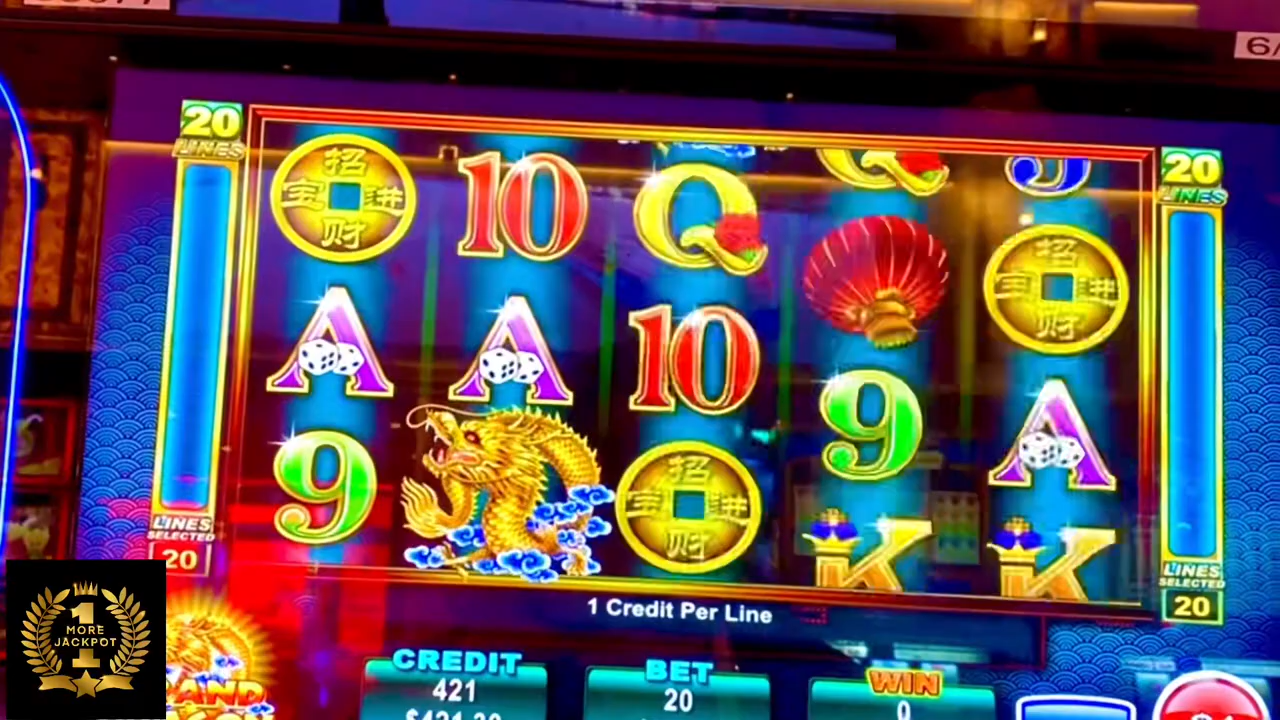 20
LINES
20
LINES
招
宝 进
财
10
Q
J
招
宝 进
财
A
A
10
9
A
9
招
宝 进
财
K
K
LINES
SELECTED
20
LINES
SELECTED
20
1 Credit Per Line
1
MORE
JACKPOT
CREDIT
421
BET
20
WIN
0